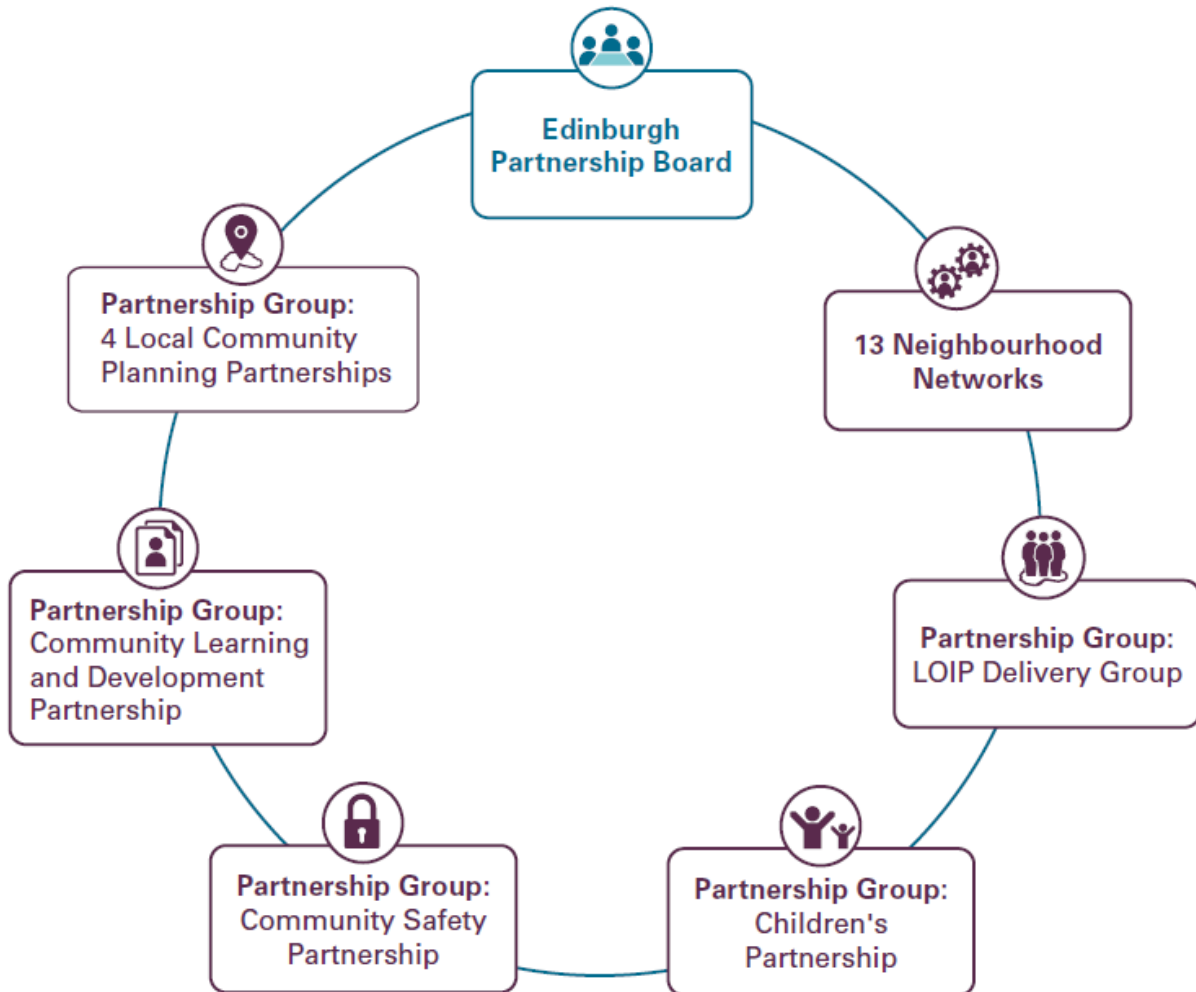 Edinburgh
Partnership Board
Partnership Group:
4 Local Community
Planning Partnerships
13 Neighbourhood
Networks
Partnership Group:
Community Learning
and Development
Partnership
Partnership Group:
LOIP Delivery Group
Partnership Group:
Community Safety
Partnership
Partnership Group:
Children's
Partnership